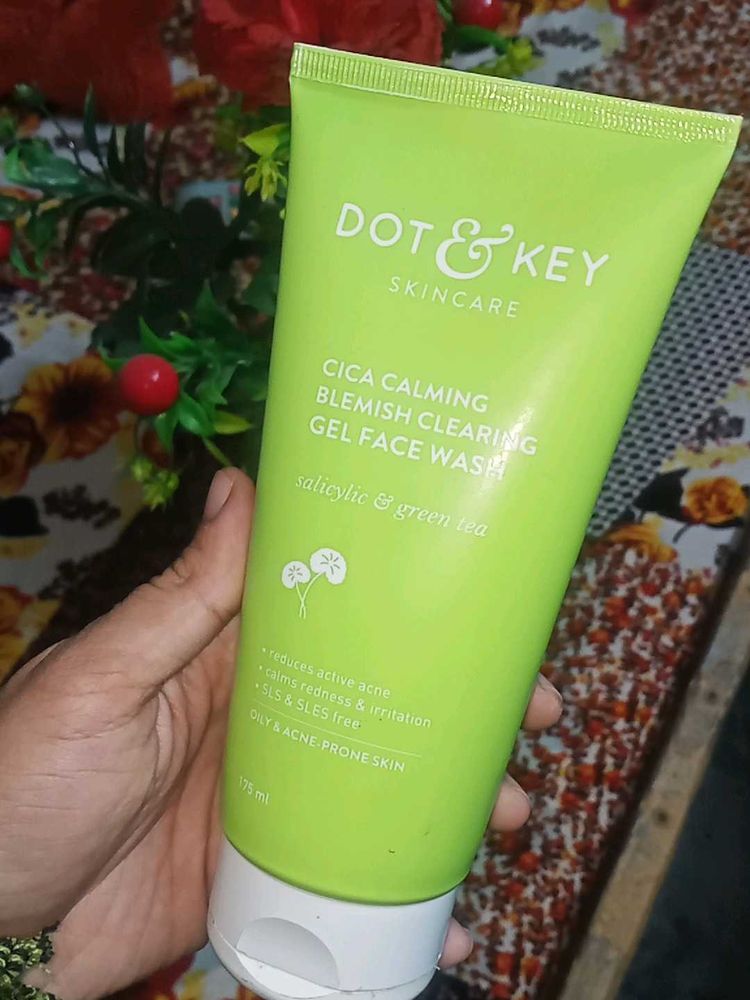 DOT & KEY
SKINCARE
CICA CALMING
BLEMISH CLEARING
GEL FACE WASH
salicylic & green tea
• reduces active acne
• calms redness & irritation
• SLS & SLES free
OILY & ACNE-PRONE SKIN
175 ml